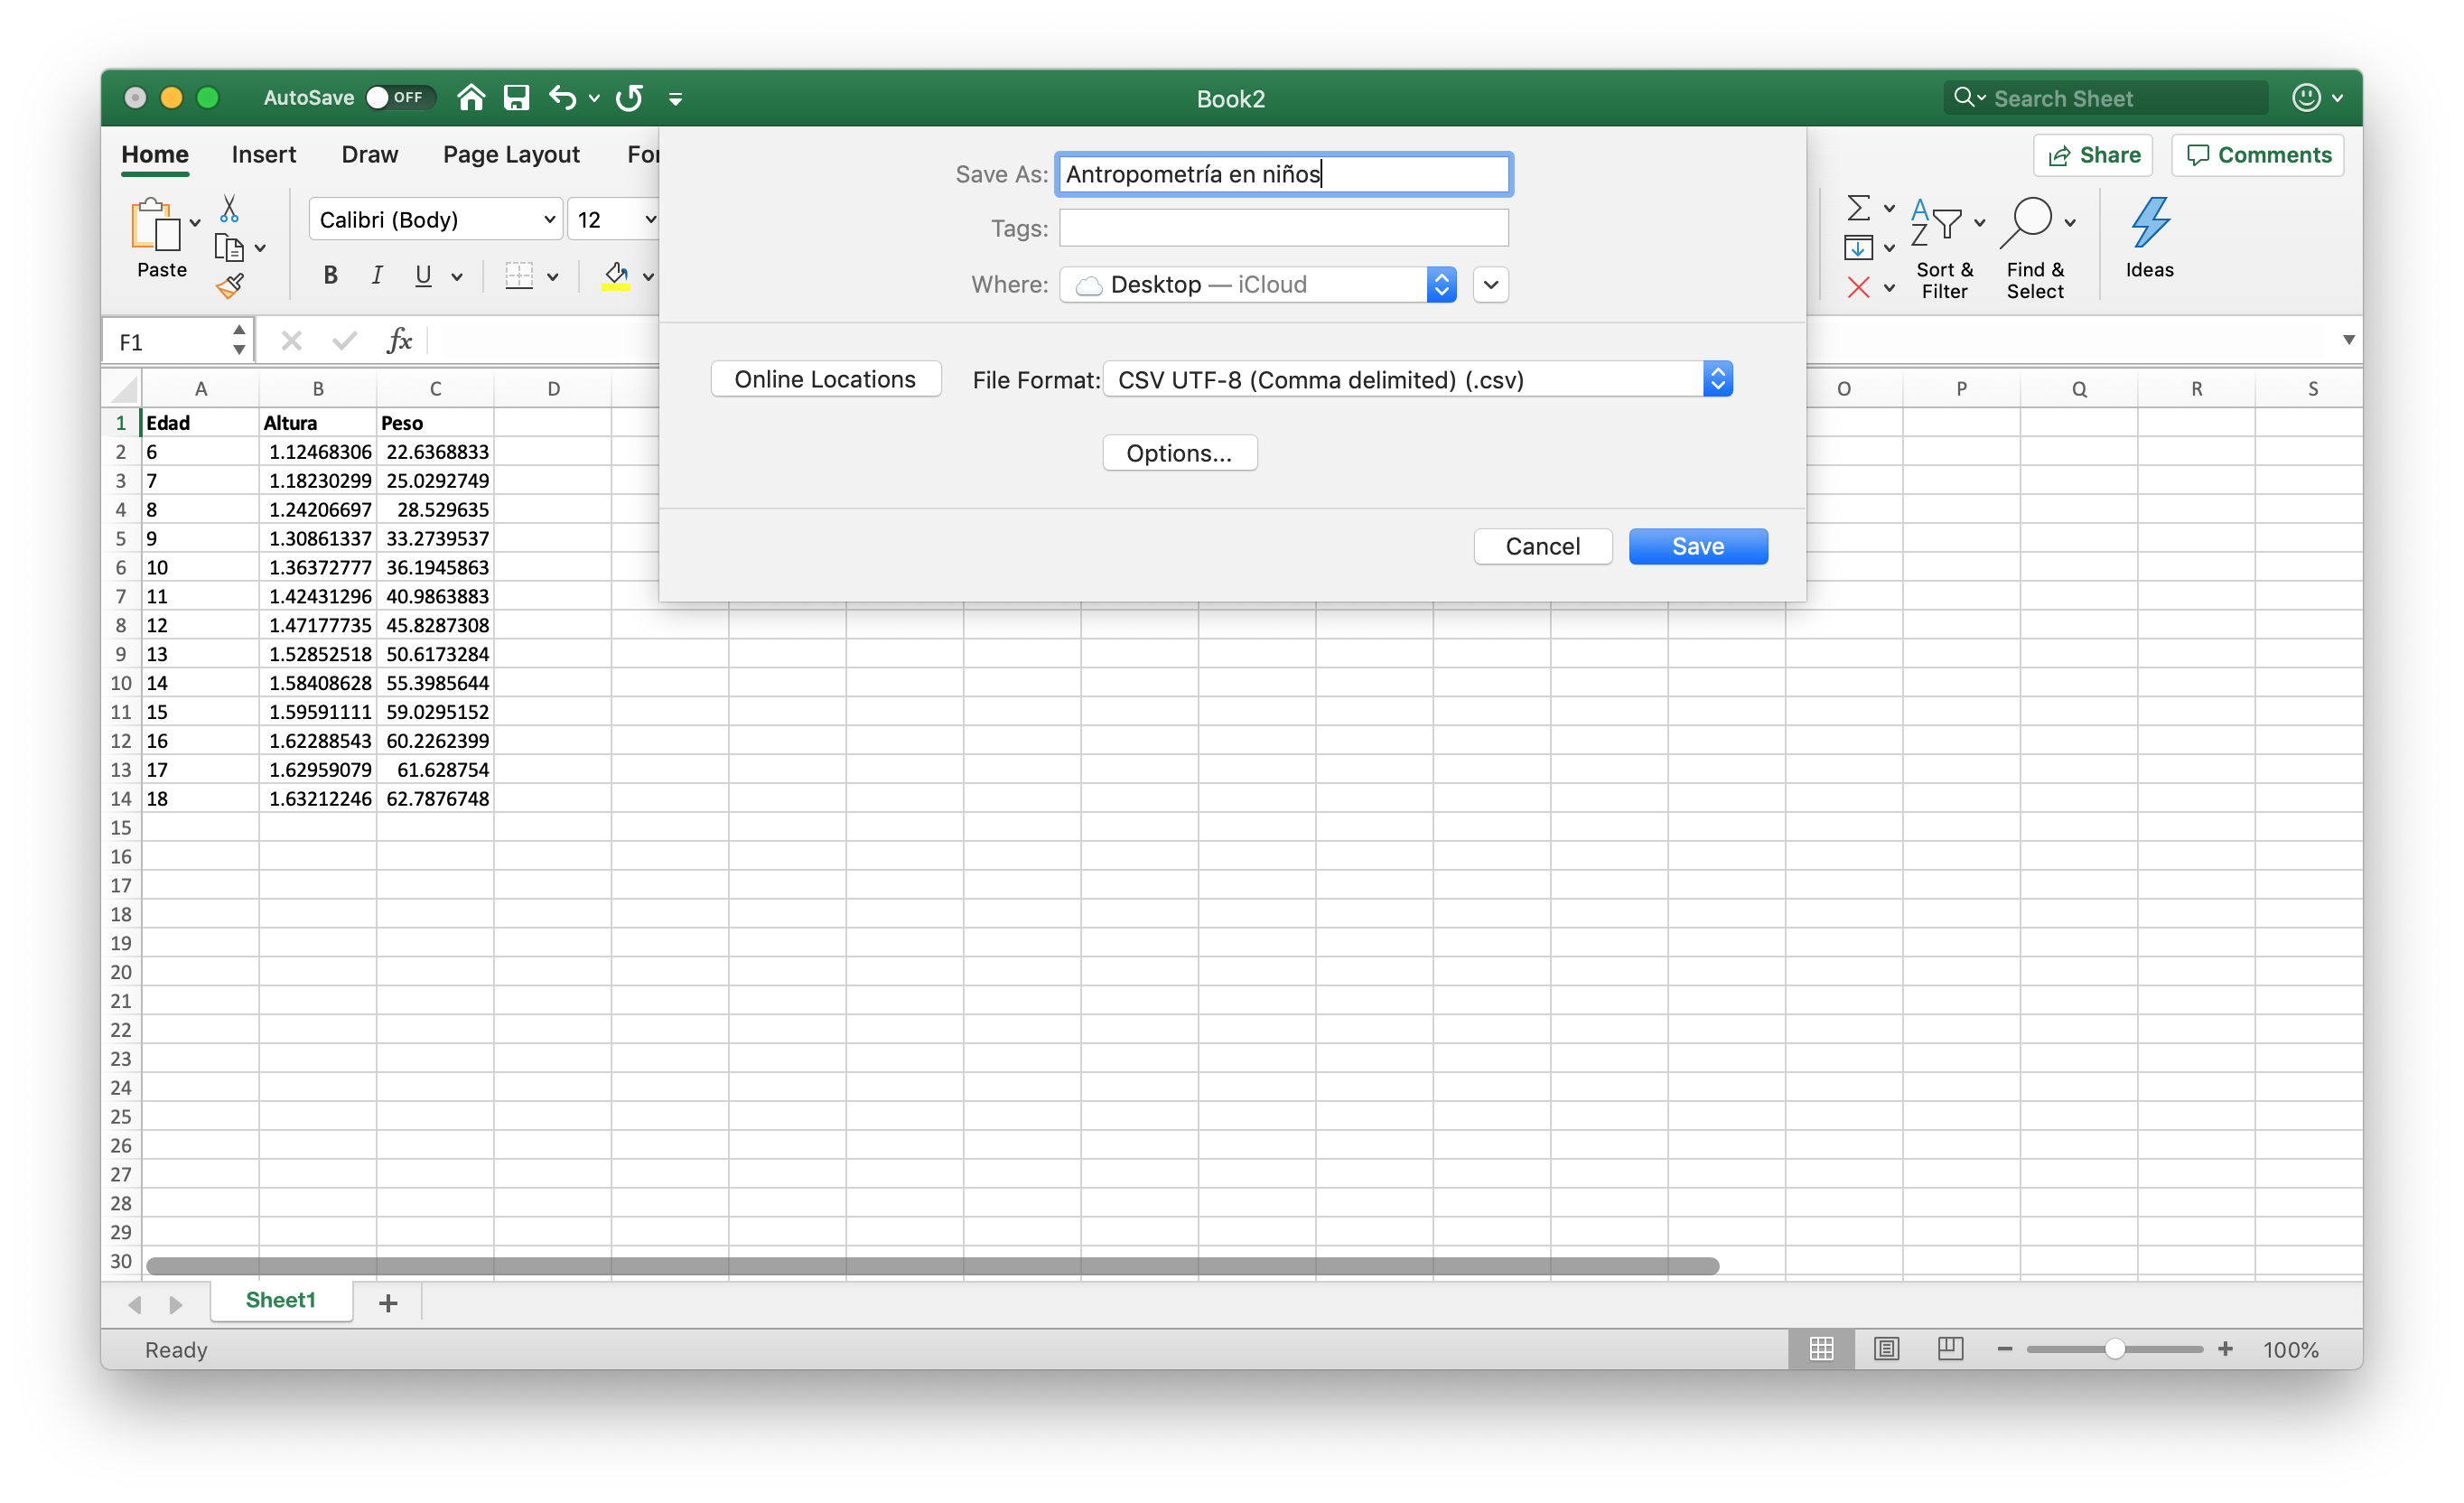 AutoSave OFF Book2 Search Sheet
Home Insert Draw Page Layout Share Comments
Save As: Antropometría en niños
Tags:
Where: Desktop — iCloud
Paste Calibri (Body) 12 B I U Sort & Filter Find & Select Ideas
F1 fx
Online Locations File Format: CSV UTF-8 (Comma delimited) (.csv)
Options...
Cancel Save
A B C D O P Q R S
1 Edad Altura Peso
2 6 1.12468306 22.6368833
3 7 1.18230299 25.0292749
4 8 1.24206697 28.529635
5 9 1.30861337 33.2739537
6 10 1.36372777 36.1945863
7 11 1.42431296 40.9863883
8 12 1.47177735 45.8287308
9 13 1.52852518 50.6173284
10 14 1.58408628 55.3985644
11 15 1.59591111 59.0295152
12 16 1.62288543 60.2262399
13 17 1.62959079 61.628754
14 18 1.63212246 62.7876748
15
16
17
18
19
20
21
22
23
24
25
26
27
28
29
30
Sheet1
Ready 100%